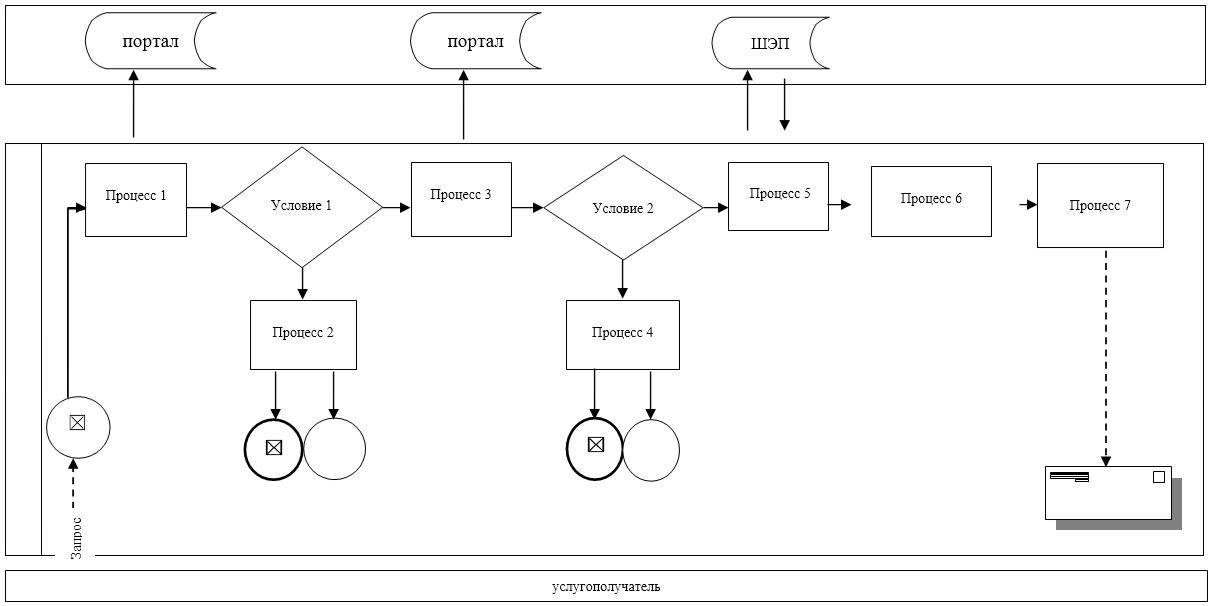 портал
портал
ШЭП
Процесс 1
Условие 1
Процесс 3
Условие 2
Процесс 5
Процесс 6
Процесс 7
Процесс 2
Процесс 4
Запрос
услугополучатель